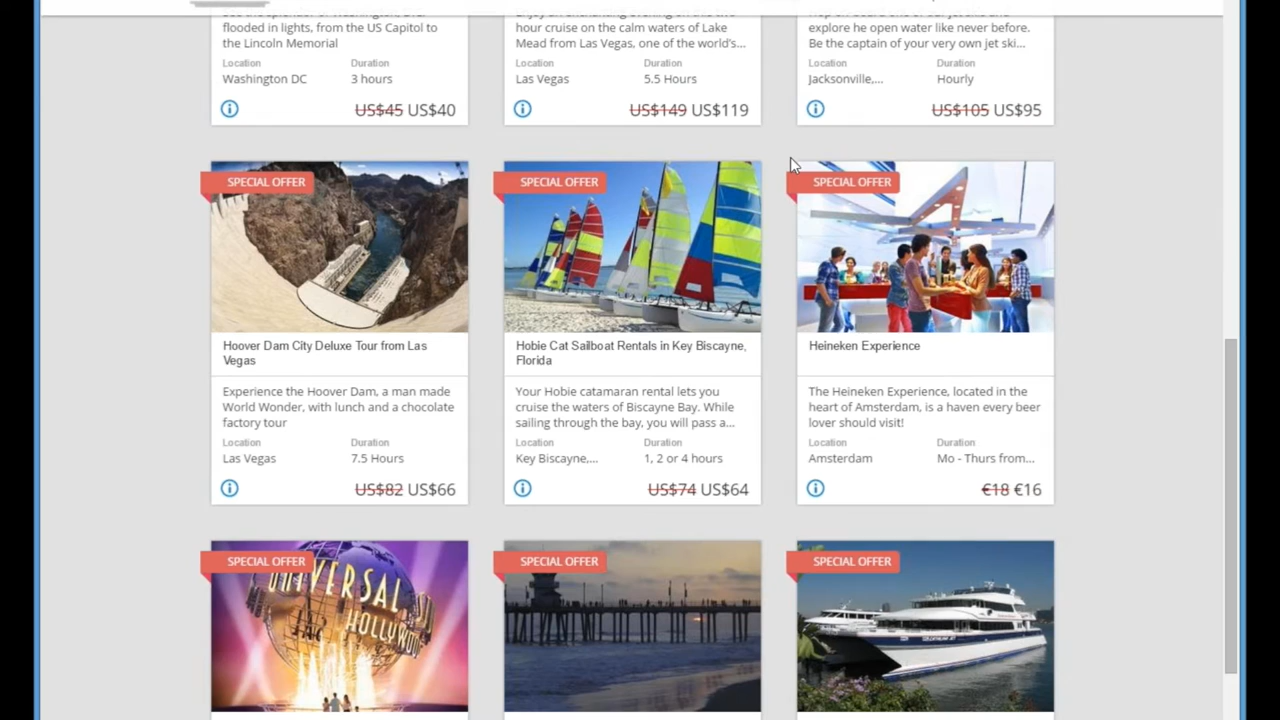 flooded in lights, from the US Capitol to
the Lincoln Memorial
Location
Duration
Washington DC
3 hours
US$45 US$40
hour cruise on the calm waters of Lake
Mead from Las Vegas, one of the world's...
Location
Duration
Las Vegas
5.5 Hours
US$149 US$119
explore he open water like never before.
Be the captain of your very own jet ski...
Location
Duration
Jacksonville,...
Hourly
US$105 US$95
SPECIAL OFFER
Hoover Dam City Deluxe Tour from Las
Vegas
Experience the Hoover Dam, a man made
World Wonder, with lunch and a chocolate
factory tour
Location
Duration
Las Vegas
7.5 Hours
US$82 US$66
SPECIAL OFFER
Hobie Cat Sailboat Rentals in Key Biscayne,
Florida
Your Hobie catamaran rental lets you
cruise the waters of Biscayne Bay. While
sailing through the bay, you will pass a...
Location
Duration
Key Biscayne,...
1, 2 or 4 hours
US$74 US$64
SPECIAL OFFER
Heineken Experience
The Heineken Experience, located in the
heart of Amsterdam, is a haven every beer
lover should visit!
Location
Duration
Amsterdam
Mo - Thurs from...
€18 €16
SPECIAL OFFER
UNIVERSAL
HOLLYWOOD
SPECIAL OFFER
SPECIAL OFFER